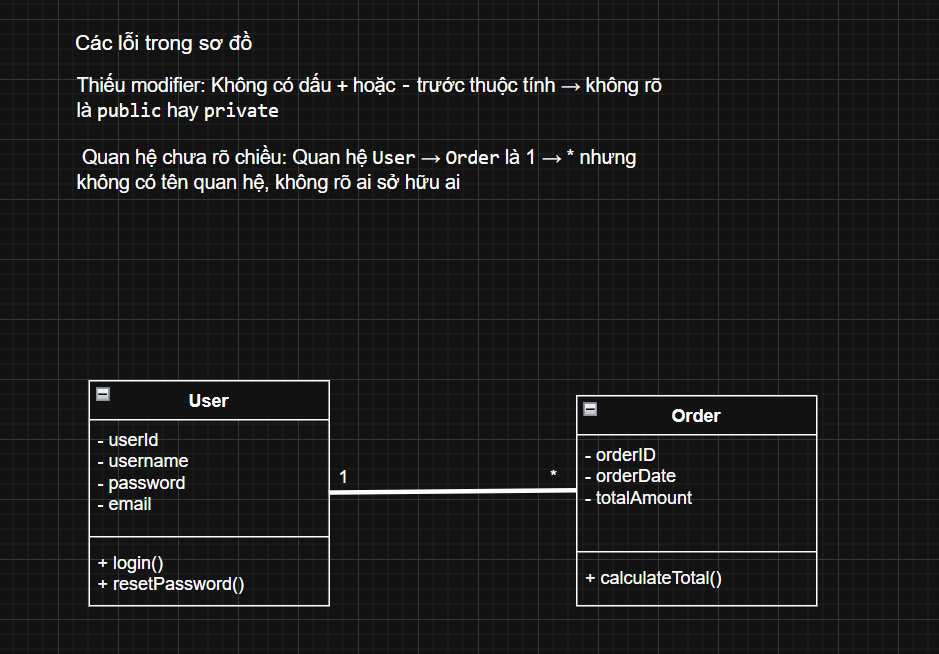 Các lỗi trong sơ đồ
Thiếu modifier: Không có dấu + hoặc - trước thuộc tính → không rõ
là public hay private
Quan hệ chưa rõ chiều: Quan hệ User → Order là 1 → * nhưng
không có tên quan hệ, không rõ ai sở hữu ai
User
- userId
- username
- password
- email
+ login()
+ resetPassword()
1
*
Order
- orderID
- orderDate
- totalAmount
+ calculateTotal()